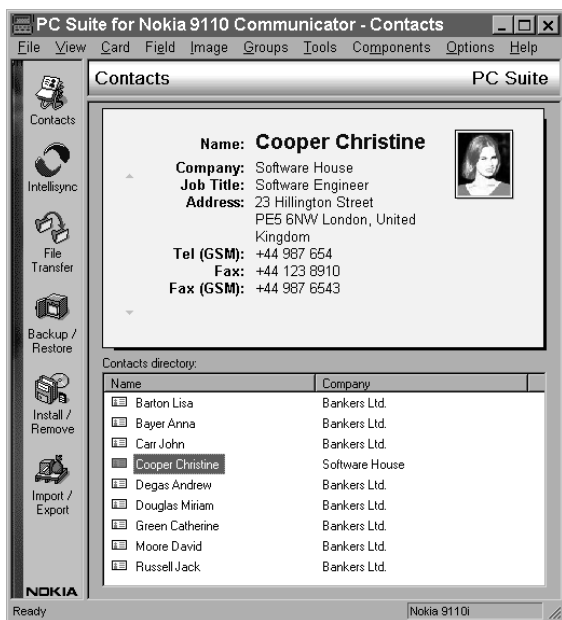 PC Suite for Nokia 9110 Communicator - Contacts
File View Card Field Image Groups Tools Components Options Help
Contacts PC Suite
Contacts
Intellisync
File
Transfer
Backup /
Restore
Install /
Remove
Import /
Export
NOKIA
Name: Cooper Christine
Company: Software House
Job Title: Software Engineer
Address: 23 Hillington Street
PE5 6NW London, United
Kingdom
Tel (GSM): +44 987 654
Fax: +44 123 8910
Fax (GSM): +44 987 6543
Contacts directory:
Name Company
Barton Lisa Bankers Ltd.
Bayer Anna Bankers Ltd.
Carr John Bankers Ltd.
Cooper Christine Software House
Degas Andrew Bankers Ltd.
Douglas Miriam Bankers Ltd.
Green Catherine Bankers Ltd.
Moore David Bankers Ltd.
Russell Jack Bankers Ltd.
Ready Nokia 9110i